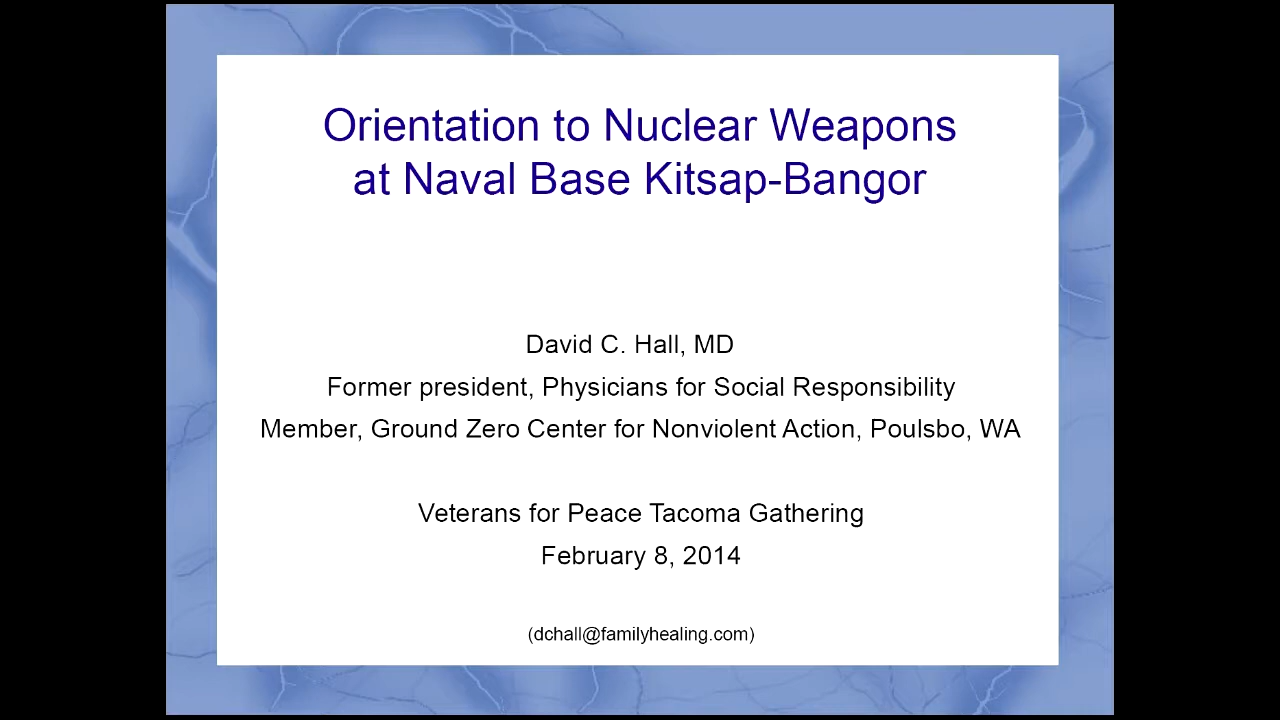 Orientation to Nuclear Weapons
at Naval Base Kitsap-Bangor
David C. Hall, MD
Former president, Physicians for Social Responsibility
Member, Ground Zero Center for Nonviolent Action, Poulsbo, WA
Veterans for Peace Tacoma Gathering
February 8, 2014
(dchall@familyhealing.com)